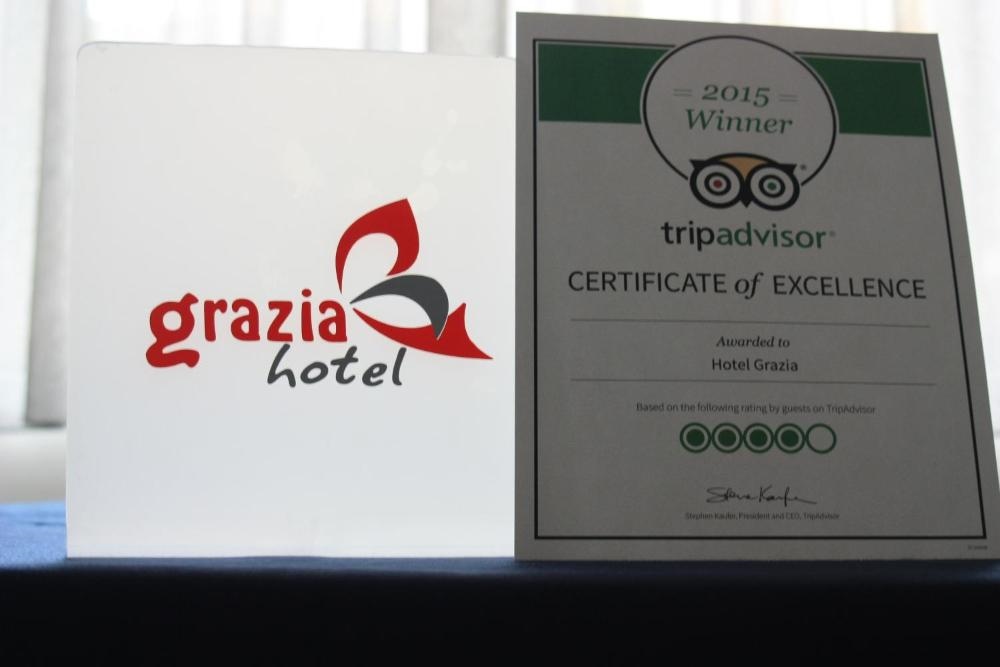 grazia
hotel
= 2015 =
Winner
tripadvisor®
CERTIFICATE of EXCELLENCE
Awarded to
Hotel Grazia
Based on the following rating by guests on TripAdvisor
Stephen Kaufer, President and CEO, TripAdvisor